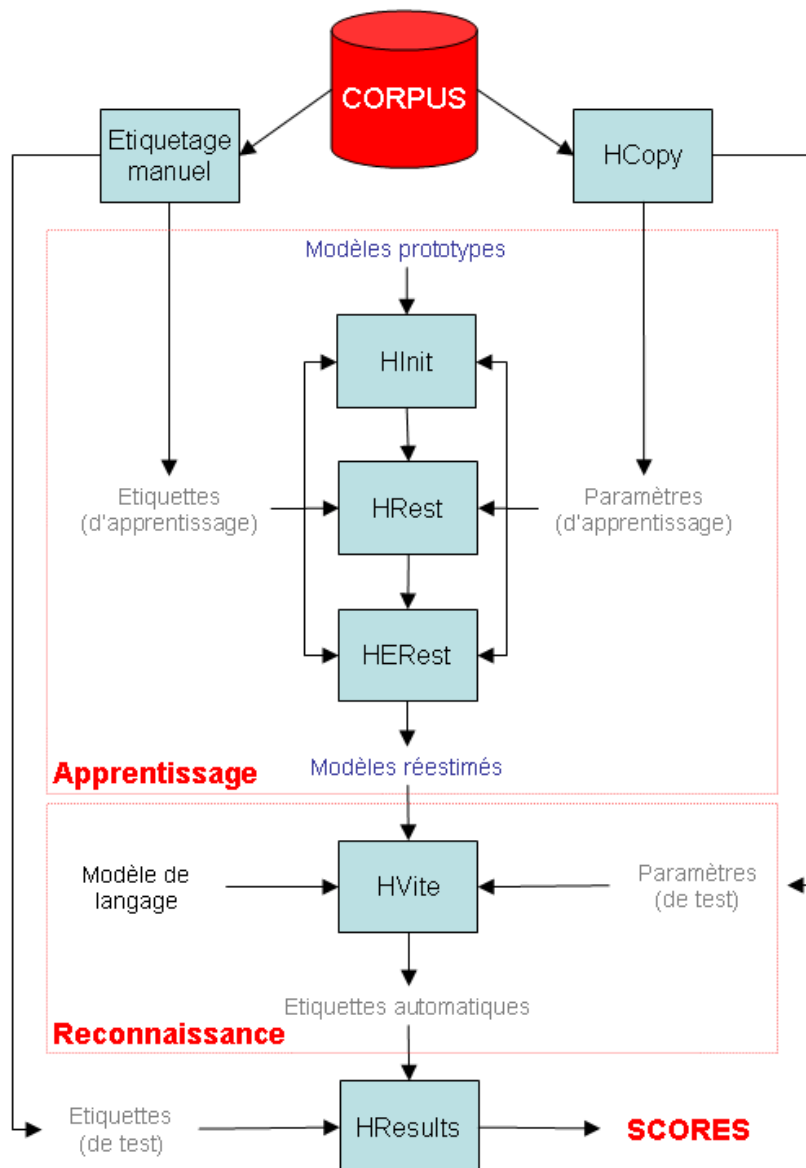 CORPUS
Etiquetage
manuel
HCopy
Modèles prototypes
HInit
Etiquettes
(d'apprentissage)
HRest
Paramètres
(d'apprentissage)
HERest
Apprentissage
Modèles réestimés
Modèle de
langage
HVite
Paramètres
(de test)
Etiquettes automatiques
Reconnaissance
Etiquettes
(de test)
HResults
SCORES